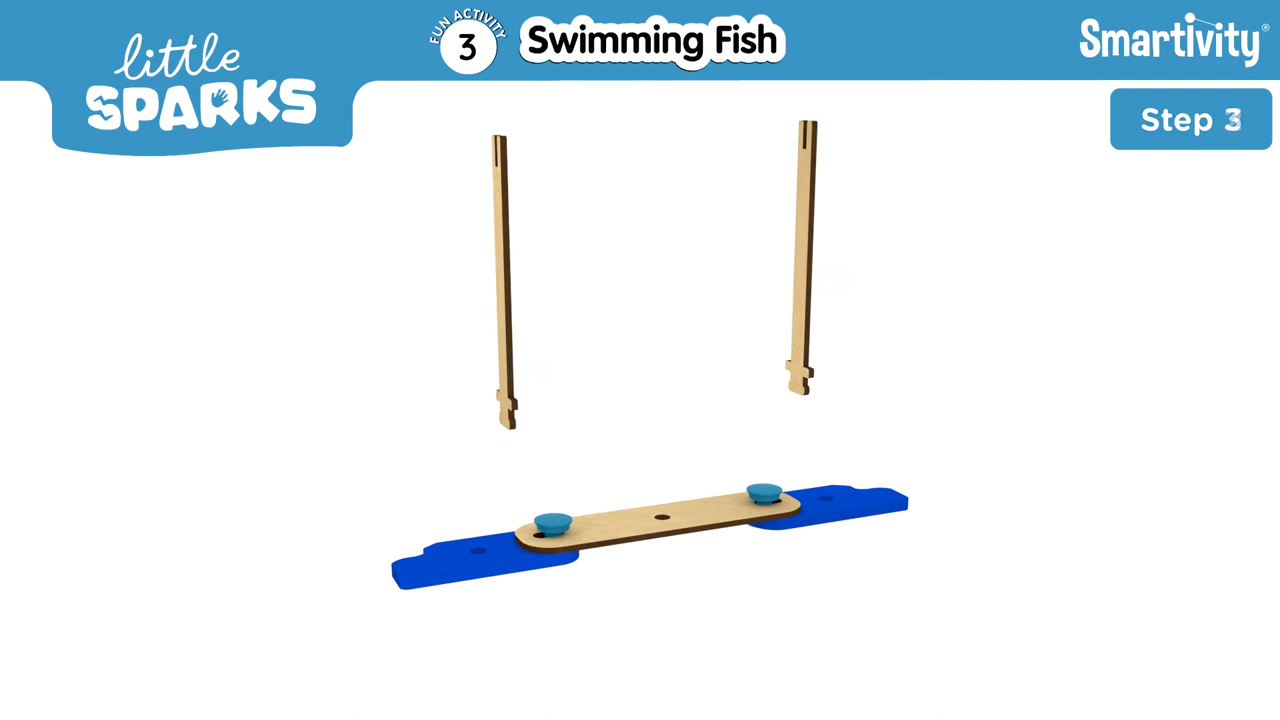 little
SPARKS
FUN ACTIVITY
3
Swimming Fish
Smartivity®
Step 3